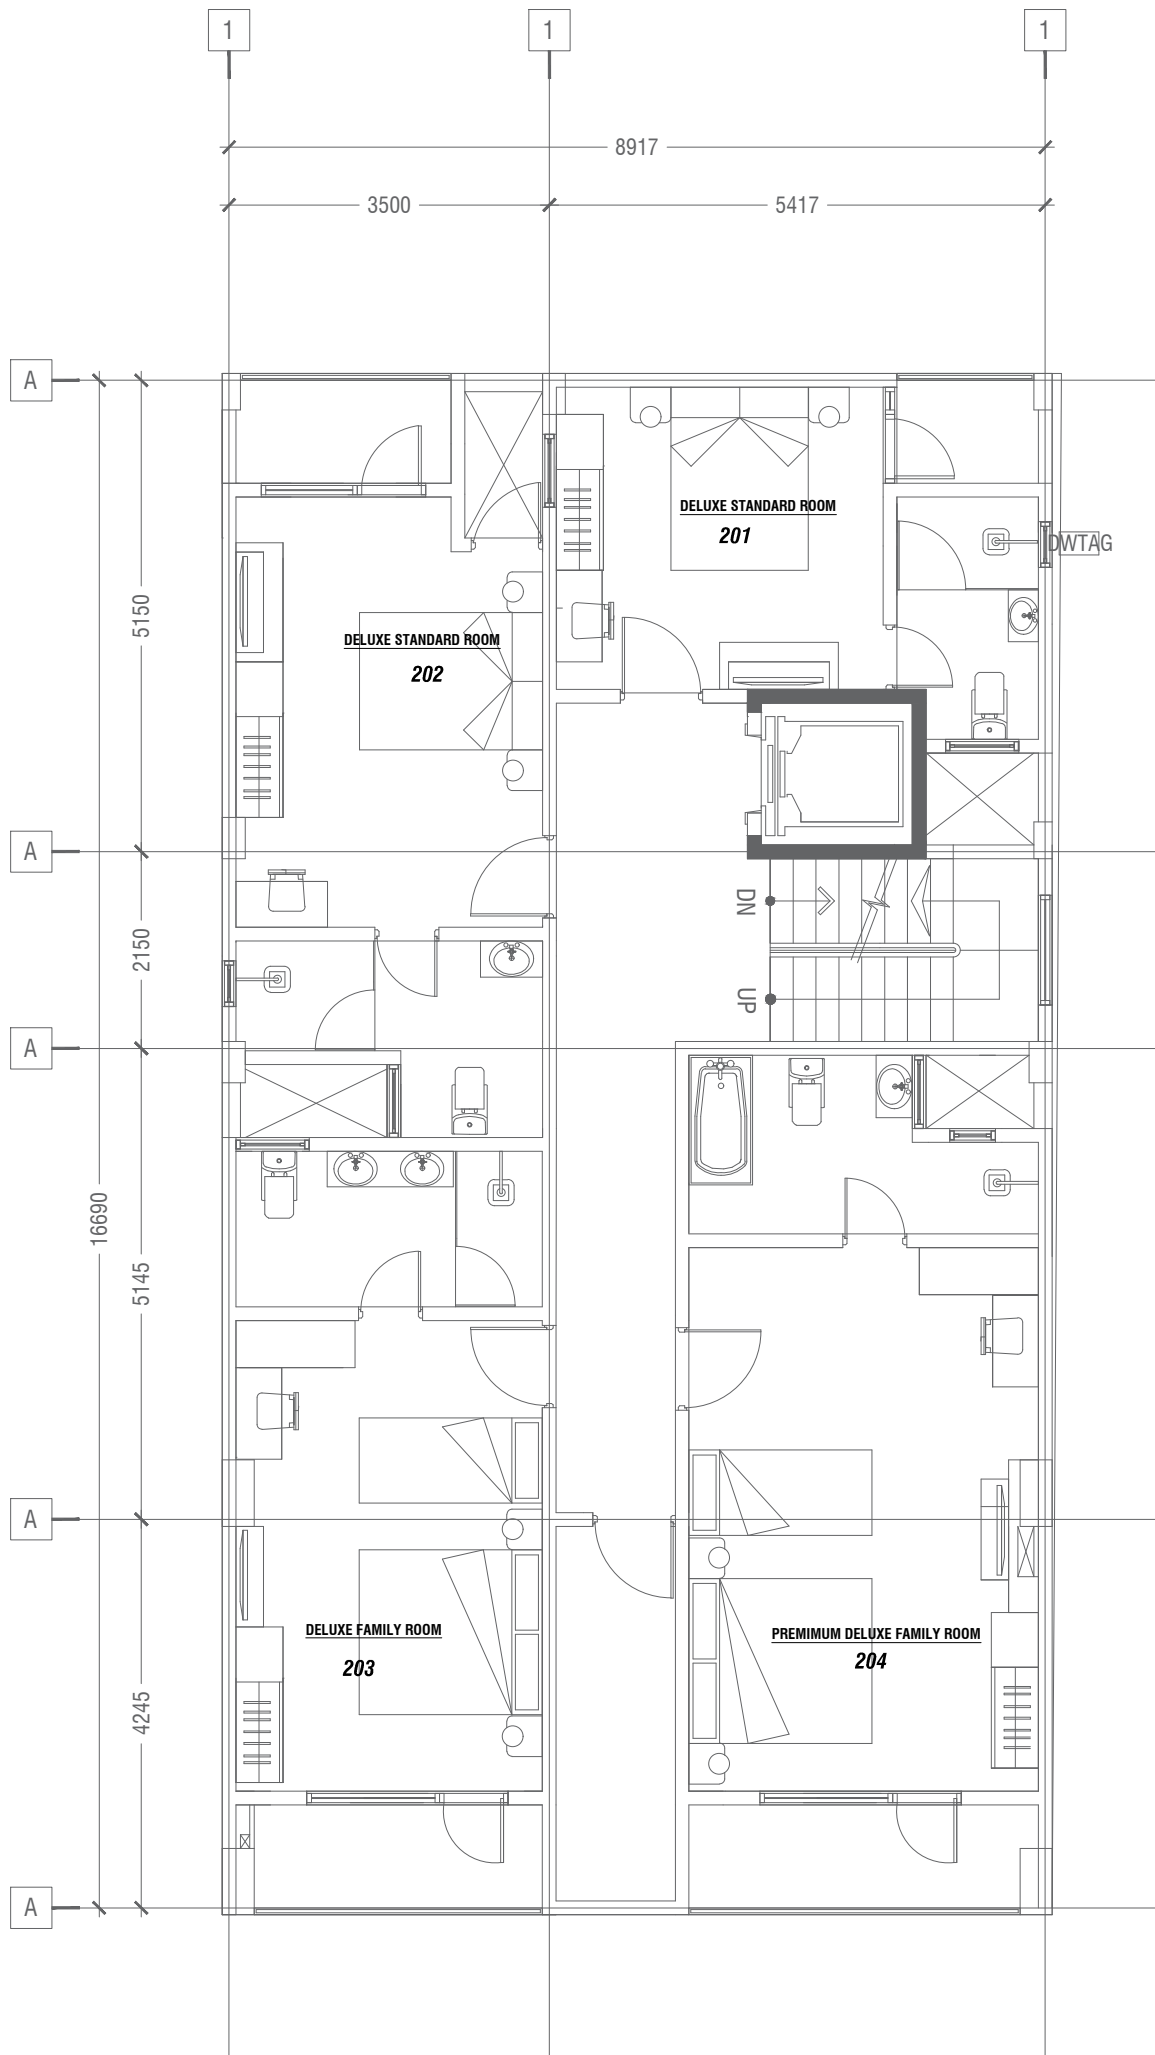 1
1
1
8917
3500
5417
A
DELUXE STANDARD ROOM
201
DWTAG
5150
DELUXE STANDARD ROOM
202
A
DN
2150
UP
A
16690
5145
A
DELUXE FAMILY ROOM
203
PREMIMUM DELUXE FAMILY ROOM
204
4245
A